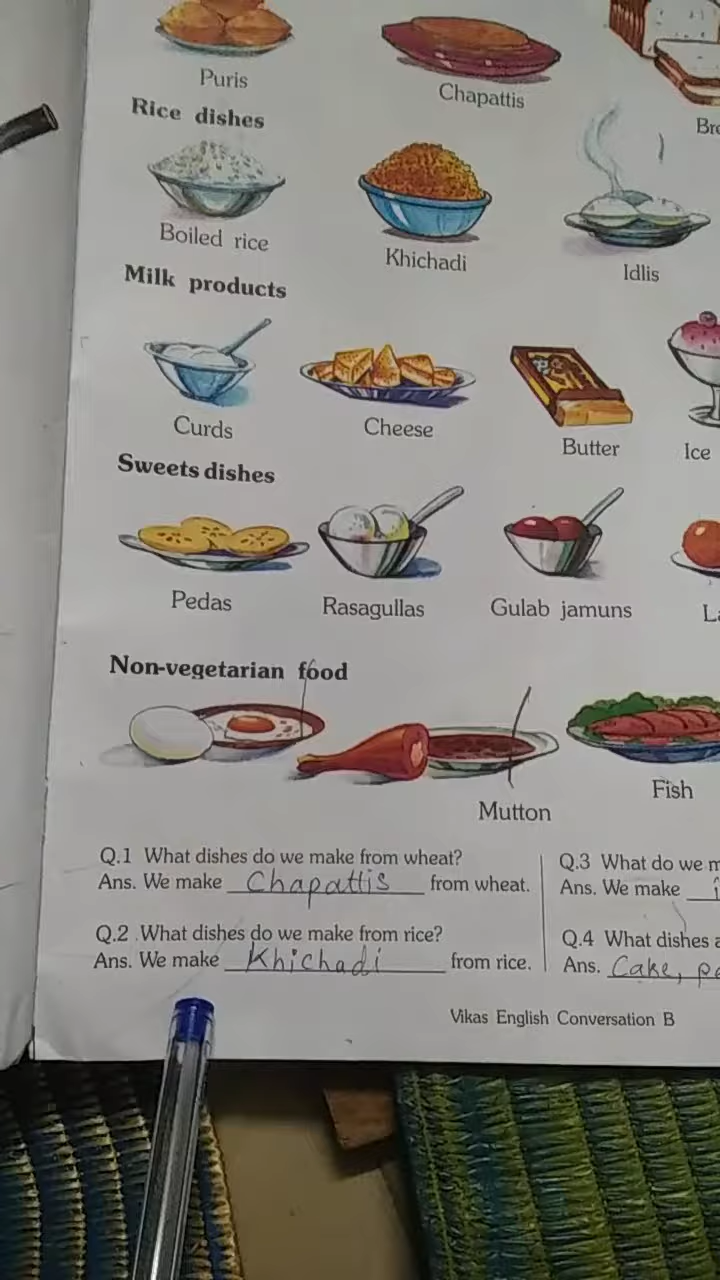 Puris
Chapattis
Rice dishes
Boiled rice
Khichadi
Idlis
Milk products
Curds
Cheese
Butter
Ice
Sweets dishes
Pedas
Rasagullas
Gulab jamuns
Non-vegetarian food
Mutton
Fish
Q.1 What dishes do we make from wheat?
Ans. We make Chapattis from wheat.
Q.2 What dishes do we make from rice?
Ans. We make Khichadi from rice.
Q.3 What do we
Ans. We make
Q.4 What dishes
Ans. Cake,
Vikas English Conversation B